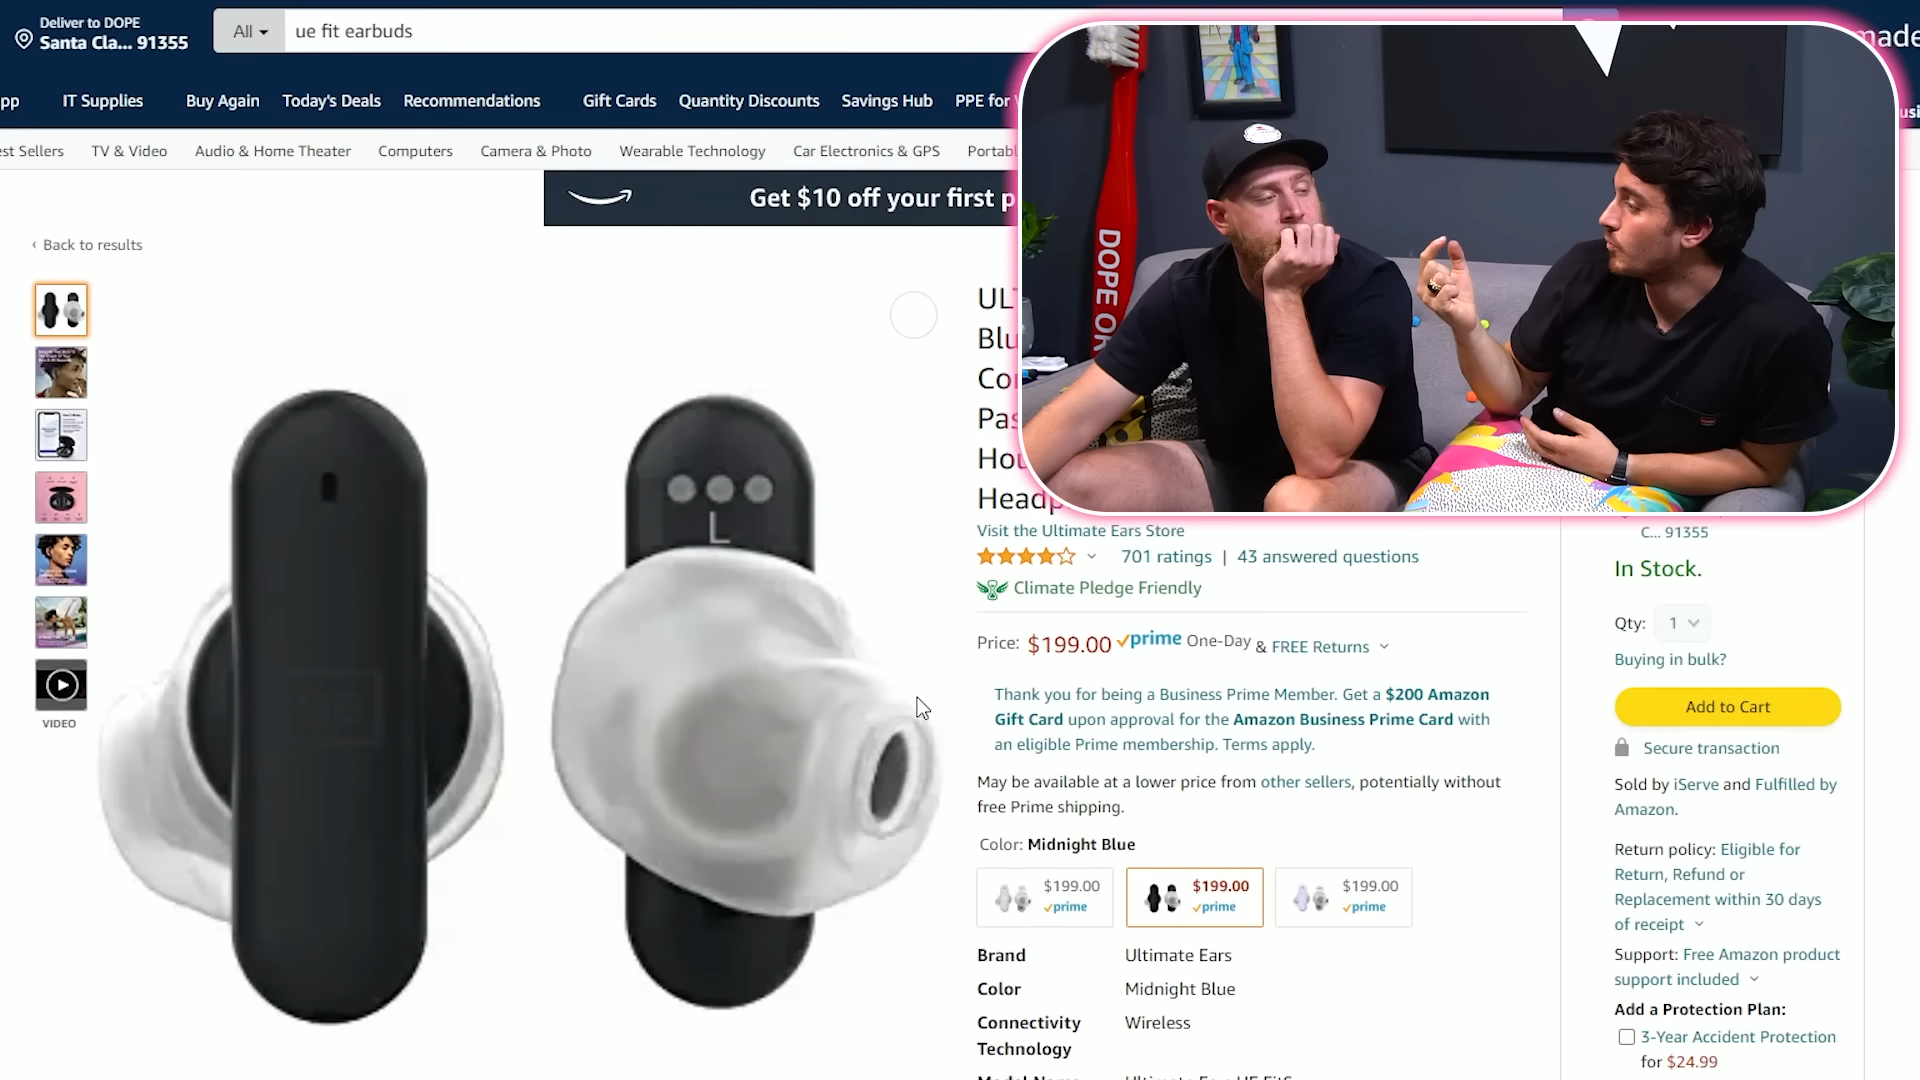 Deliver to DOPE
Santa Cla... 91355
All
ue fit earbuds
made
pp
IT Supplies
Buy Again
Today's Deals
Recommendations
Gift Cards
Quantity Discounts
Savings Hub
PPE for
usi
est Sellers
TV & Video
Audio & Home Theater
Computers
Camera & Photo
Wearable Technology
Car Electronics & GPS
Portabl
Get $10 off your first p
‹ Back to results
DOPE OR
UL
Blu
Con
Pas
Hou
Headp
L
UE
VIDEO
Visit the Ultimate Ears Store
701 ratings | 43 answered questions
Climate Pledge Friendly
Price: $199.00 prime One-Day & FREE Returns
Thank you for being a Business Prime Member. Get a $200 Amazon
Gift Card upon approval for the Amazon Business Prime Card with
an eligible Prime membership. Terms apply.
May be available at a lower price from other sellers, potentially without
free Prime shipping.
Color: Midnight Blue
$199.00
prime
$199.00
prime
$199.00
prime
Brand Ultimate Ears
Color Midnight Blue
Connectivity Wireless
Technology
C... 91355
In Stock.
Qty: 1
Buying in bulk?
Add to Cart
Secure transaction
Sold by iServe and Fulfilled by
Amazon.
Return policy: Eligible for
Return, Refund or
Replacement within 30 days
of receipt
Support: Free Amazon product
support included
Add a Protection Plan:
3-Year Accident Protection
for $24.99